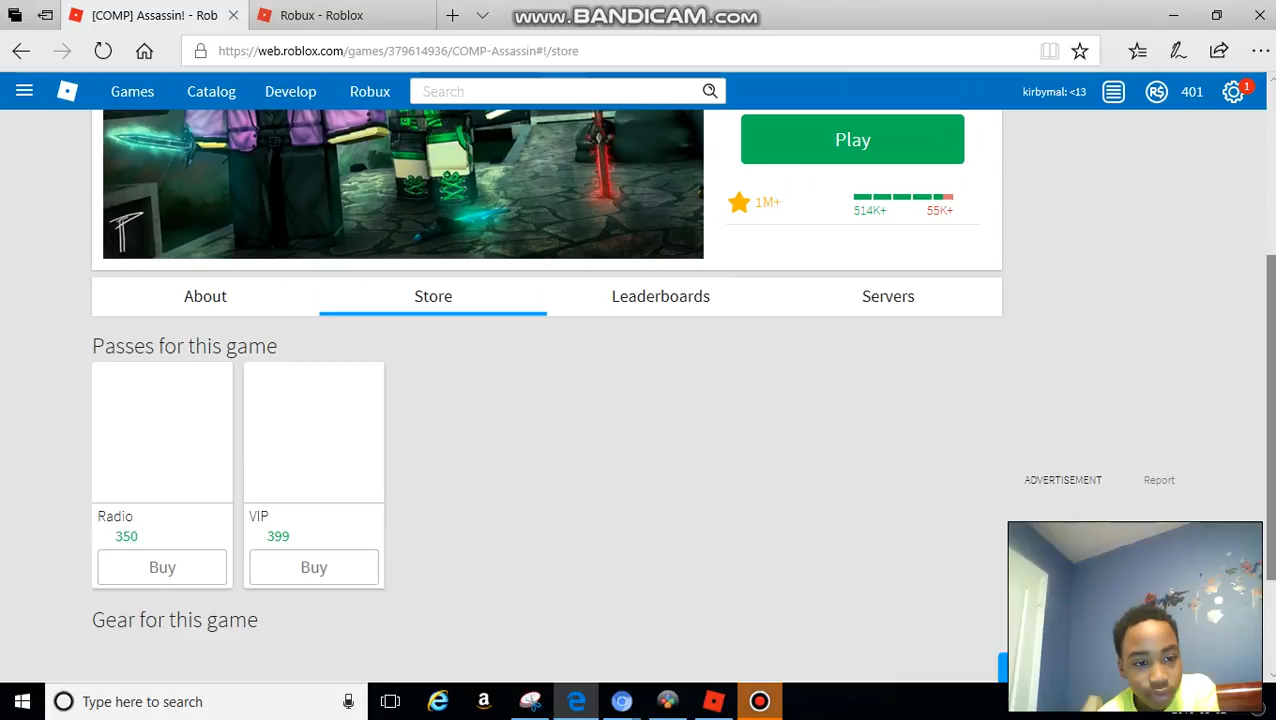 [COMP] Assassin! - Rob
Robux - Roblox
www.BANDICAM.com
https://web.roblox.com/games/379614936/COMP-Assassin#!/store
Games
Catalog
Develop
Robux
Search
kirbymal: <13
R$
401
1
Play
1M+
514K+
55K+
About
Store
Leaderboards
Servers
Passes for this game
Radio
350
Buy
VIP
399
Buy
Gear for this game
ADVERTISEMENT
Report
Type here to search